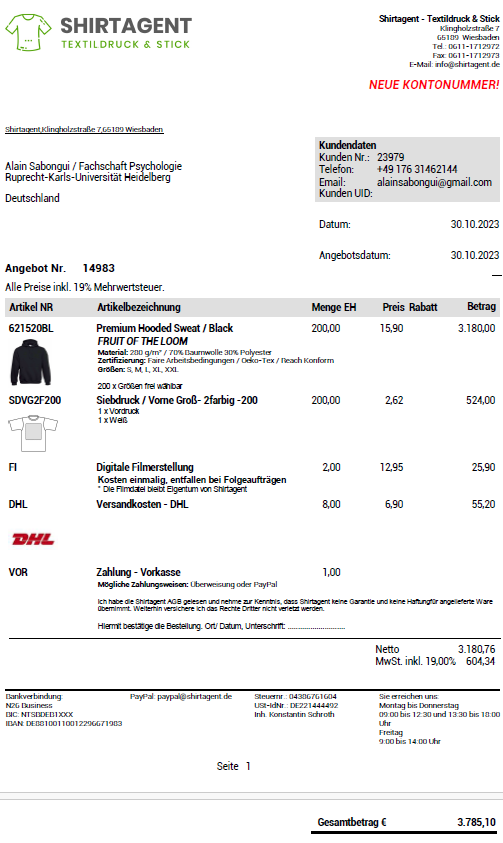 SHIRTAGENT
TEXTILDRUCK & STICK
Shirtagent - Textildruck & Stick
Klingholzstraße 7
65189 Wiesbaden
Tel.: 0611-1712972
Fax: 0611-1712973
E-Mail: info@shirtagent.de
NEUE KONTONUMMER!
Shirtagent,Klingholzstraße 7,65189 Wiesbaden
Alain Sabongui / Fachschaft Psychologie
Ruprecht-Karls-Universität Heidelberg
Deutschland
Kundendaten
Kunden Nr.: 23979
Telefon: +49 176 31462144
Email: alainsabongui@gmail.com
Kunden UID:
Datum: 30.10.2023
Angebotsdatum: 30.10.2023
Angebot Nr. 14983
Alle Preise inkl. 19% Mehrwertsteuer.
Artikel NR Artikelbezeichnung Menge EH Preis Rabatt Betrag
621520BL Premium Hooded Sweat / Black 200,00 15,90 3.180,00
FRUIT OF THE LOOM
Material: 280 g/m² / 70% Baumwolle 30% Polyester
Zertifizierung: Faire Arbeitsbedingungen / Oeko-Tex / Reach Konform
Größen: S, M, L, XL, XXL
200 x Größen frei wählbar
SDVG2F200 Siebdruck / Vorne Groß- 2farbig -200 200,00 2,62 524,00
1 x Vordruck
1 x Weiß
FI Digitale Filmerstellung 2,00 12,95 25,90
Kosten einmalig, entfallen bei Folgeaufträgen
* Die Filmdatei bleibt Eigentum von Shirtagent
DHL Versandkosten - DHL 8,00 6,90 55,20
DHL
VOR Zahlung - Vorkasse 1,00
Mögliche Zahlungsweisen: Überweisung oder PayPal
Ich habe die Shirtagent AGB gelesen und nehme zur Kenntnis, dass Shirtagent keine Garantie und keine Haftungfür angelieferte Ware
übernimmt. Weiterhin versichere ich das Rechte Dritter nicht verletzt werden.
Hiermit bestätige die Bestellung. Ort/ Datum, Unterschrift: ............................
Netto 3.180,76
MwSt. inkl. 19,00% 604,34
Bankverbindung:
N26 Business
BIC: NTSBDEB1XXX
IBAN: DE88100110012296671983
PayPal: paypal@shirtagent.de
Steuernr.: 04386761604
USt-IdNr.: DE221444492
Inh. Konstantin Schroth
Sie erreichen uns:
Montag bis Donnerstag
09:00 bis 12:30 und 13:30 bis 18:00
Uhr
Freitag
9:00 bis 14:00 Uhr
Seite 1
Gesamtbetrag € 3.785,10